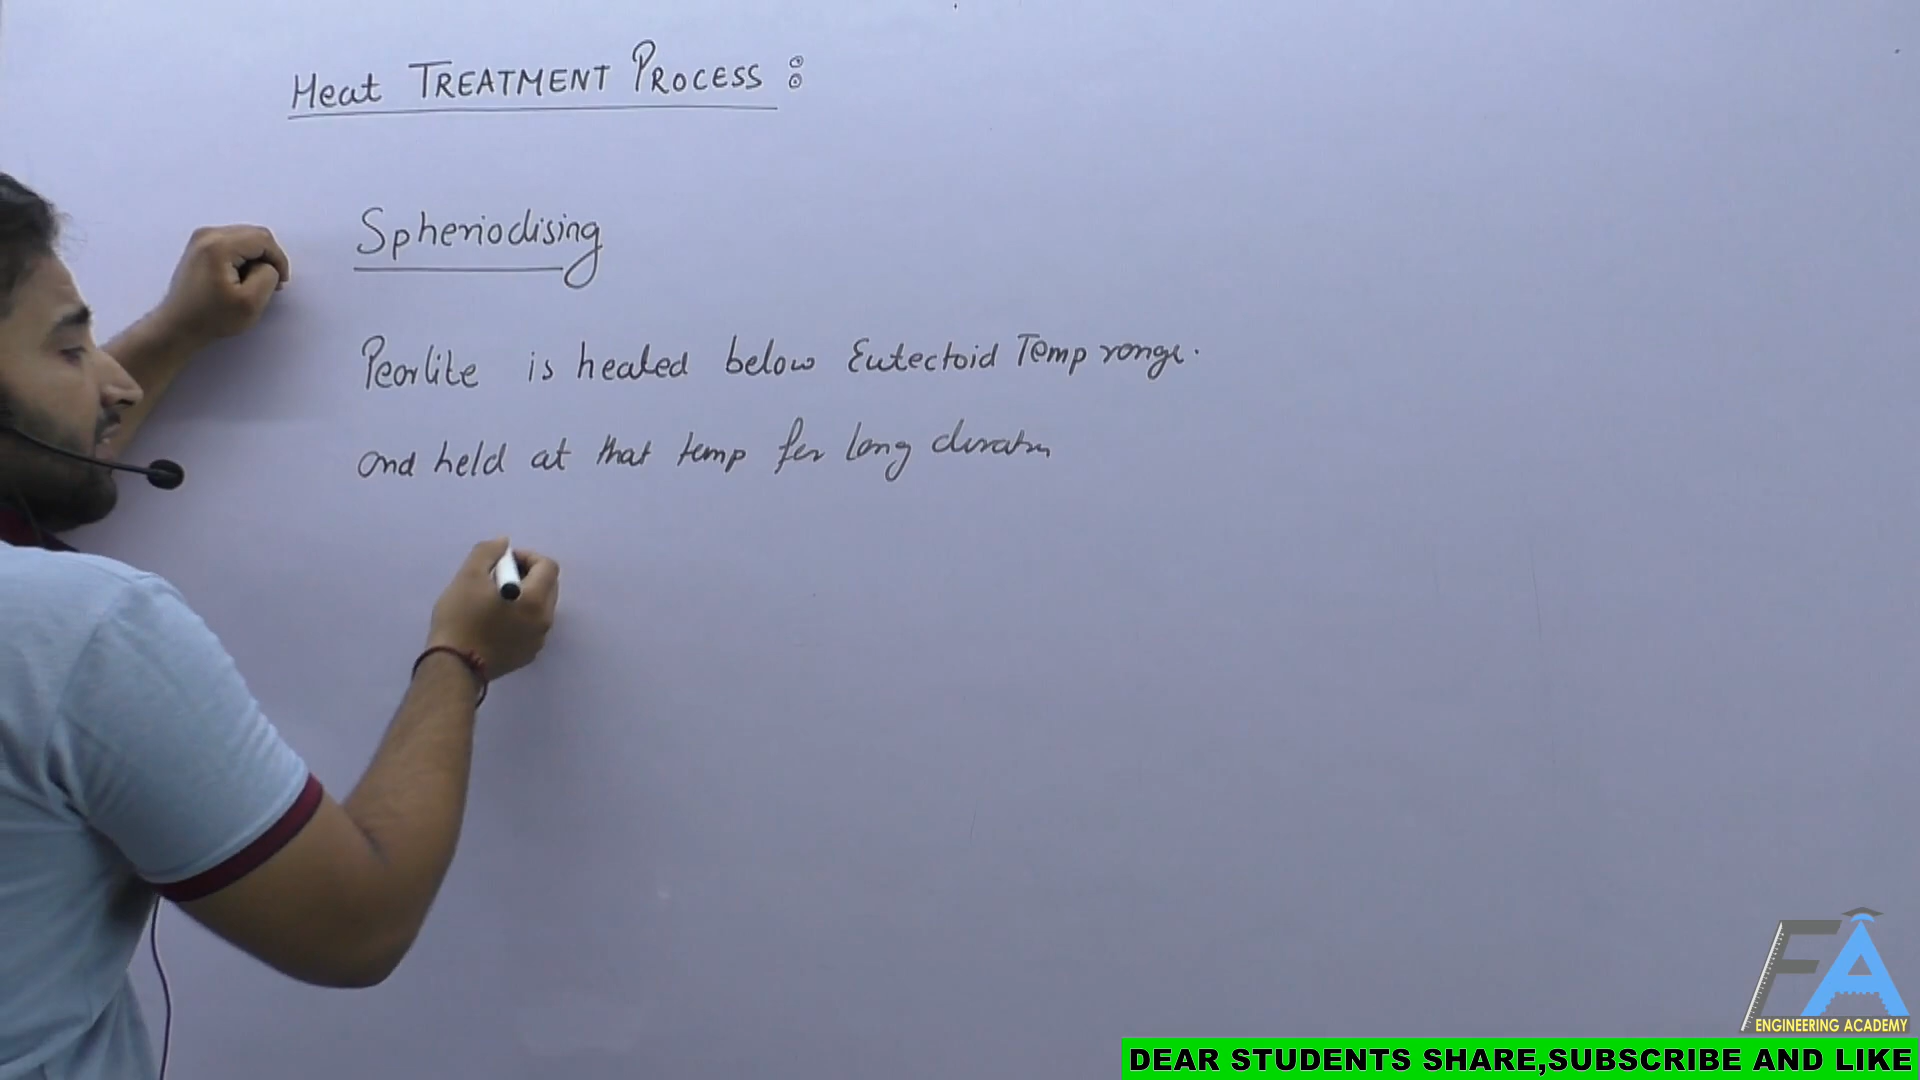 Heat TREATMENT PROCESS :
Spheriodising
Pearlite is heated below Eutectoid Temp range.
and held at that temp for long duratn
EA
ENGINEERING ACADEMY
DEAR STUDENTS SHARE,SUBSCRIBE AND LIKE